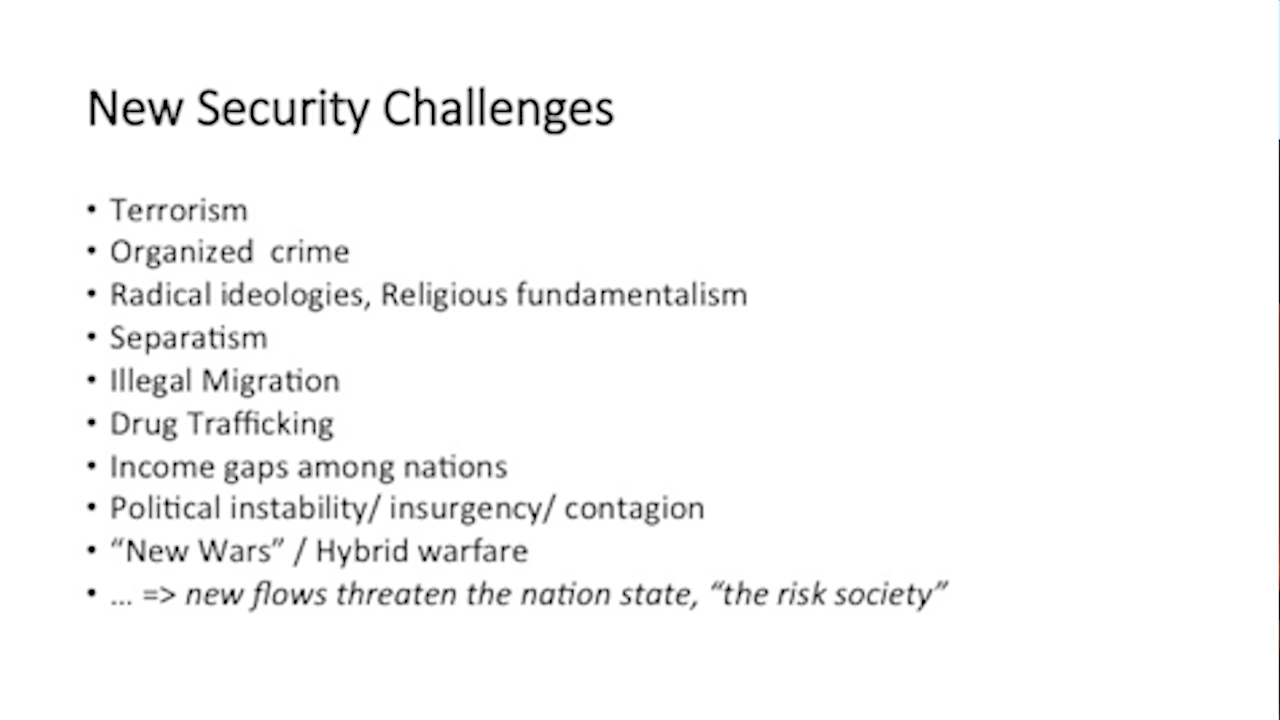 New Security Challenges
• Terrorism
• Organized  crime
• Radical ideologies, Religious fundamentalism
• Separatism
• Illegal Migration
• Drug Trafficking
• Income gaps among nations
• Political instability/ insurgency/ contagion
• “New Wars” / Hybrid warfare
• ... => new flows threaten the nation state, “the risk society”